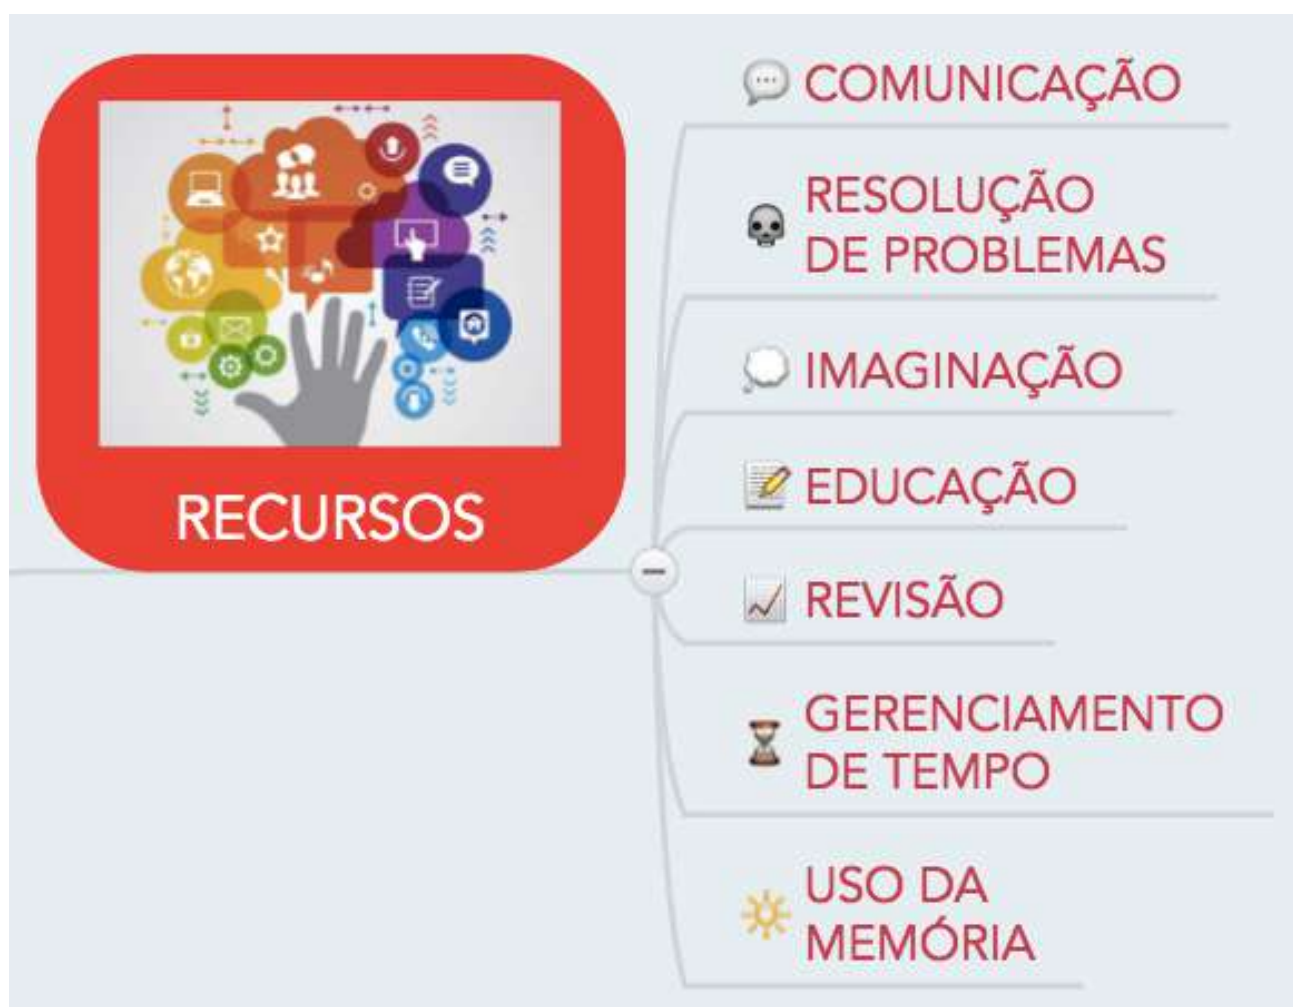 RECURSOS
COMUNICAÇÃO
RESOLUÇÃO
DE PROBLEMAS
IMAGINAÇÃO
EDUCAÇÃO
REVISÃO
GERENCIAMENTO
DE TEMPO
USO DA
MEMÓRIA